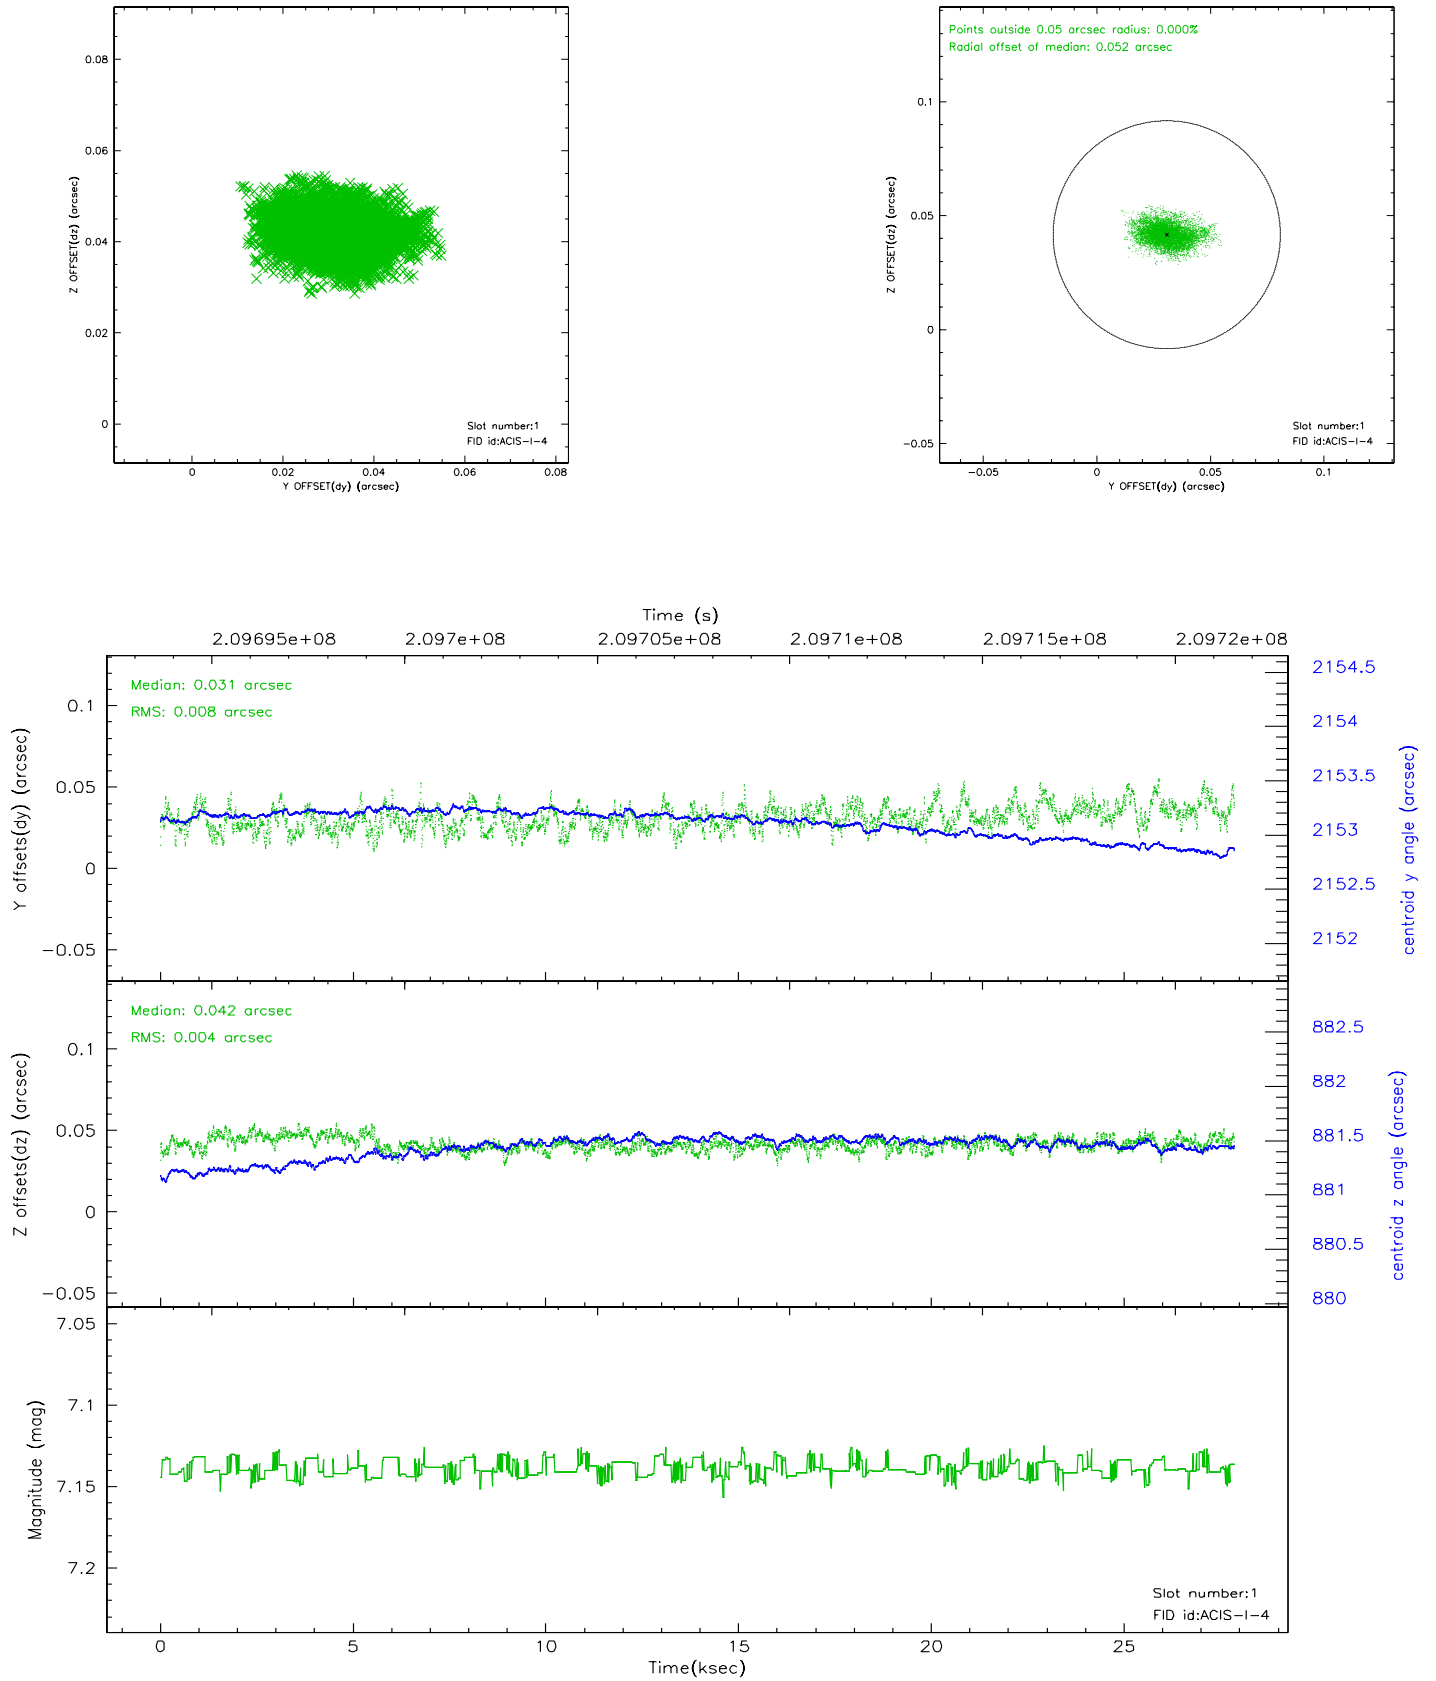 0.08
0.06
0.04
0.02
0
Z OFFSET(dz) (arcsec)
Slot number:1
FID id:ACIS-I-4
0 0.02 0.04 0.06 0.08
Y OFFSET(dy) (arcsec)
Points outside 0.05 arcsec radius: 0.000%
Radial offset of median: 0.052 arcsec
0.1
0.05
0
-0.05
Z OFFSET(dz) (arcsec)
Slot number:1
FID id:ACIS-I-4
-0.05 0 0.05 0.1
Y OFFSET(dy) (arcsec)
Time (s)
2.09695e+08 2.097e+08 2.09705e+08 2.0971e+08 2.09715e+08 2.0972e+08
Median: 0.031 arcsec
RMS: 0.008 arcsec
0.1
0.05
0
-0.05
Y offsets(dy) (arcsec)
2154.5
2154
2153.5
2153
2152.5
2152
centroid y angle (arcsec)
Median: 0.042 arcsec
RMS: 0.004 arcsec
0.1
0.05
0
-0.05
Z offsets(dz) (arcsec)
882.5
882
881.5
881
880.5
880
centroid z angle (arcsec)
7.05
7.1
7.15
7.2
Magnitude (mag)
Slot number:1
FID id:ACIS-I-4
0 5 10 15 20 25
Time(ksec)